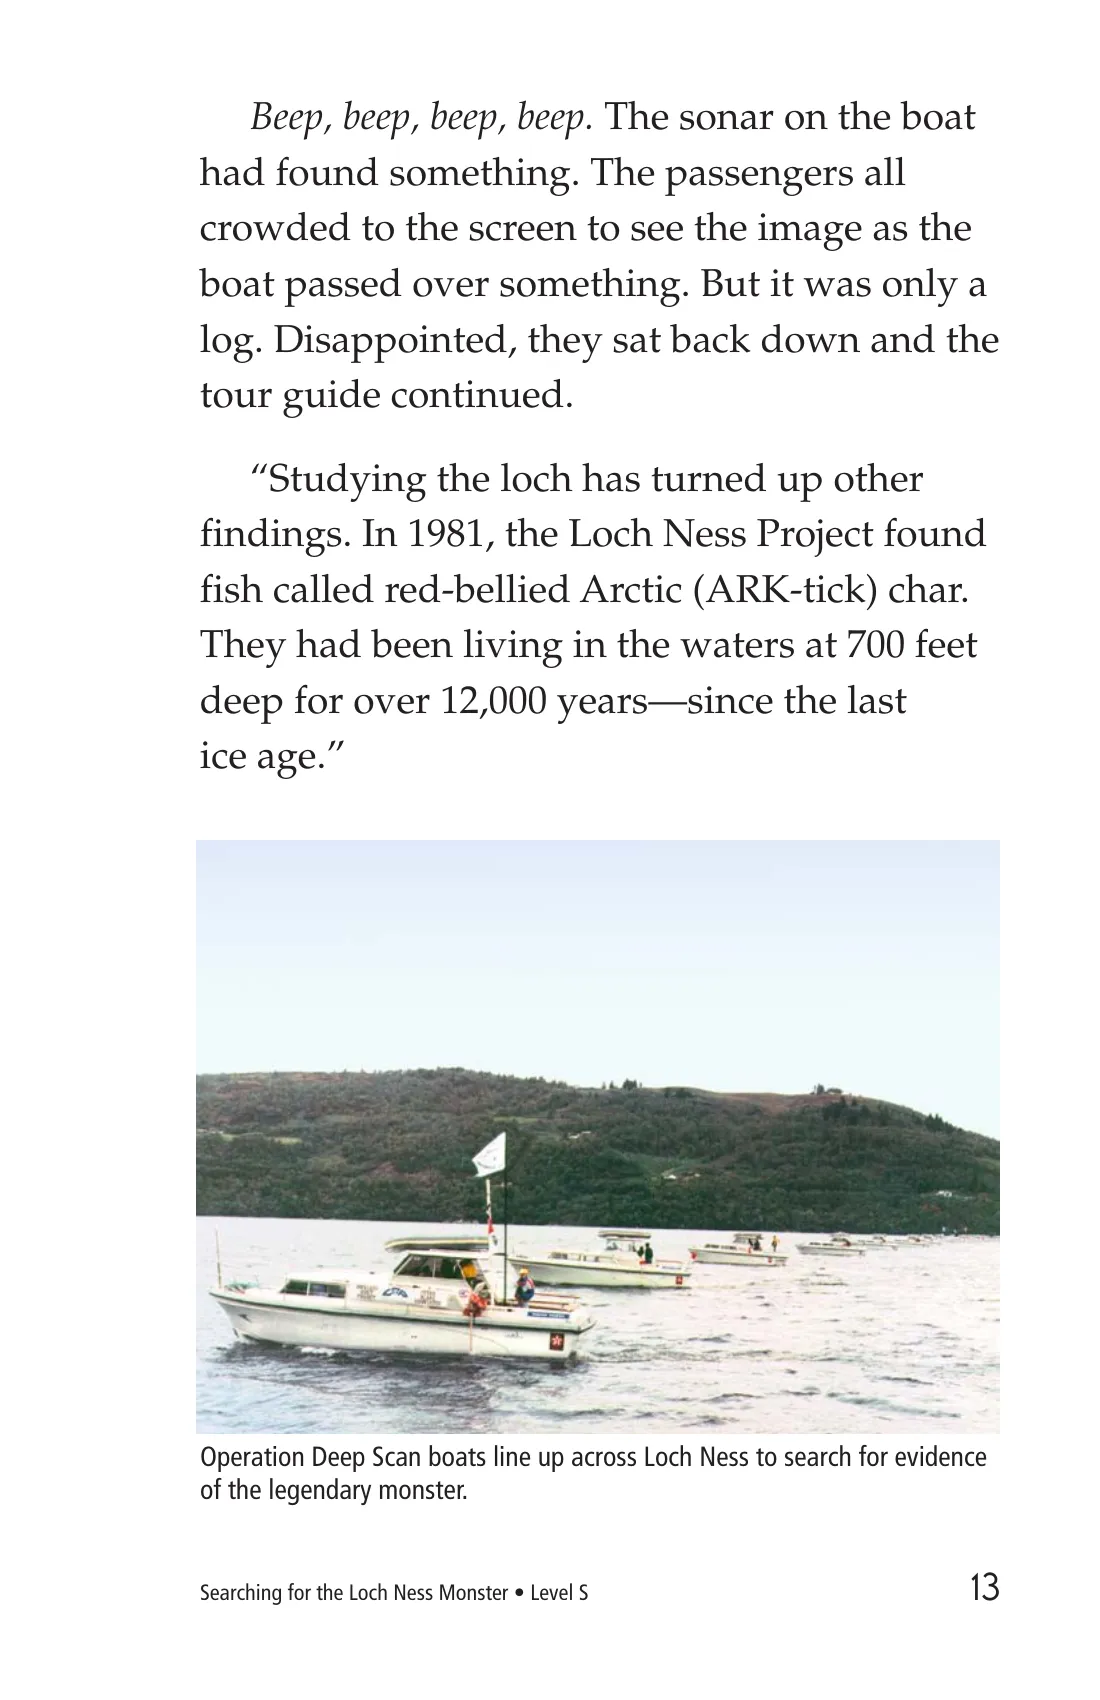 Beep, beep, beep, beep. The sonar on the boat
had found something. The passengers all
crowded to the screen to see the image as the
boat passed over something. But it was only a
log. Disappointed, they sat back down and the
tour guide continued.
“Studying the loch has turned up other
findings. In 1981, the Loch Ness Project found
fish called red-bellied Arctic (ARK-tick) char.
They had been living in the waters at 700 feet
deep for over 12,000 years—since the last
ice age.”
Operation Deep Scan boats line up across Loch Ness to search for evidence
of the legendary monster.
Searching for the Loch Ness Monster • Level S
13